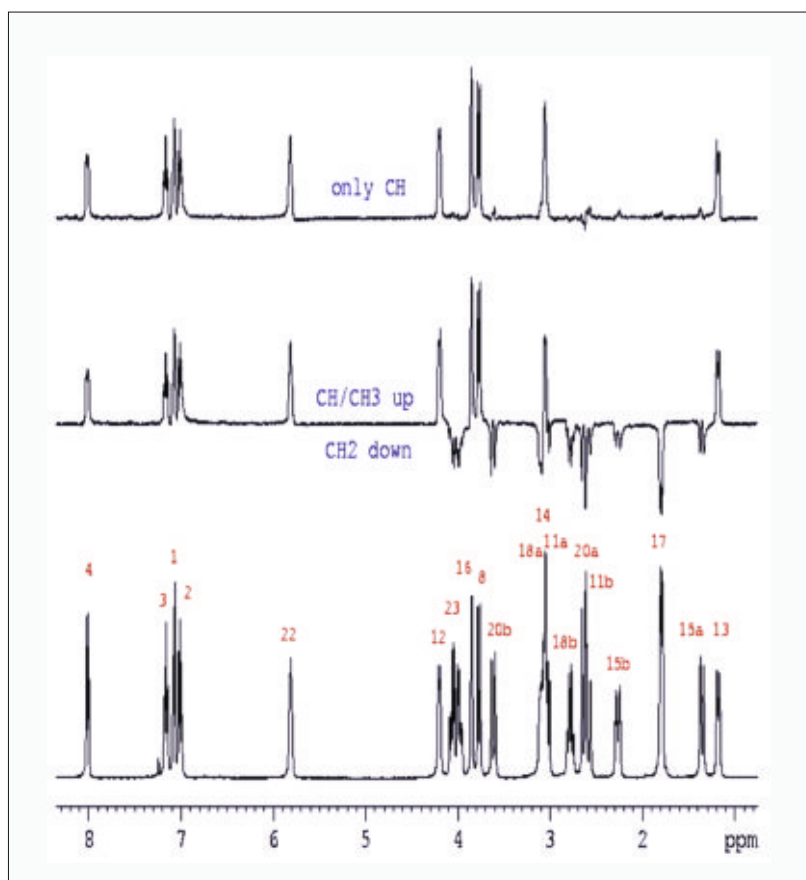 only CH
CH/CH3 up
CH2 down
14
4 1 18a 11a 20a 17
3 2 16 8 11b
22 12 23 20b 18b 15b 15a 13
8 7 6 5 4 3 2 ppm